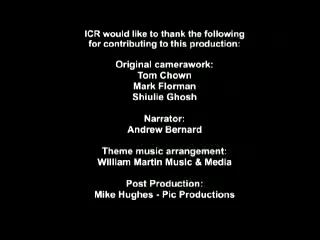 ICR would like to thank the following
for contributing to this production:
Original camerawork:
Tom Chown
Mark Florman
Shiulie Ghosh
Narrator:
Andrew Bernard
Theme music arrangement:
William Martin Music & Media
Post Production:
Mike Hughes - Pic Productions